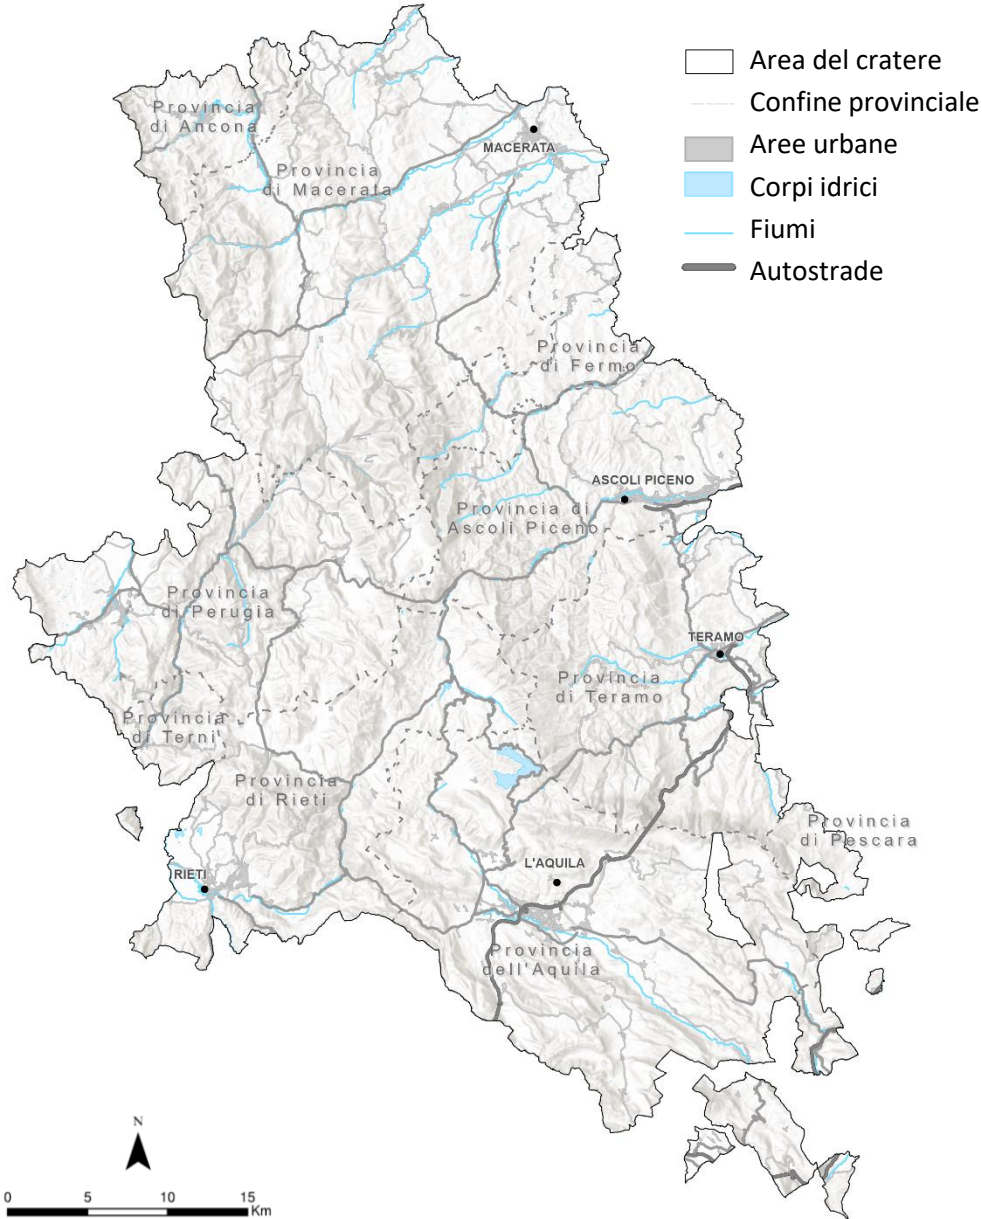 Area del cratere
Confine provinciale
Aree urbane
Corpi idrici
Fiumi
Autostrade
Provincia
di Ancona
MACERATA
Provincia
di Macerata
Provincia
di Fermo
ASCOLI PICENO
Provincia di
Ascoli Piceno
Provincia
di Perugia
TERAMO
Provincia
di Teramo
Provincia
di Terni
Provincia
di Rieti
Provincia
di Pescara
L'AQUILA
RIETI
Provincia
dell'Aquila
N
0 5 10 15
Km